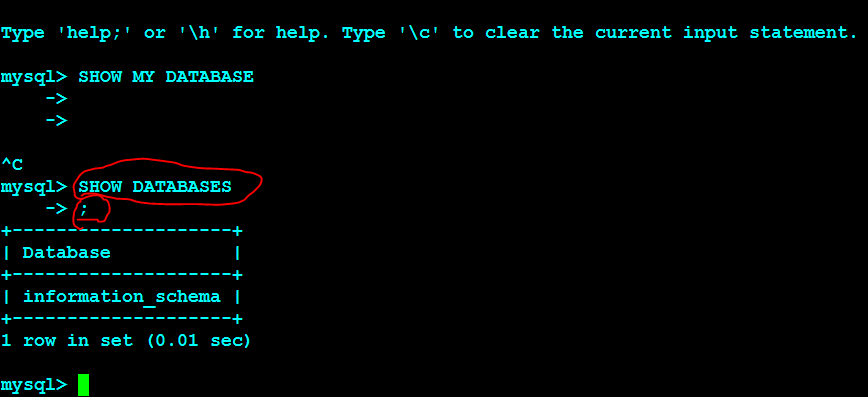 Type 'help;' or '\h' for help. Type '\c' to clear the current input statement.
mysql> SHOW MY DATABASE
    ->
    ->
^C
mysql> SHOW DATABASES
    -> ;
+--------------------+
| Database           |
+--------------------+
| information_schema |
+--------------------+
1 row in set (0.01 sec)
mysql>